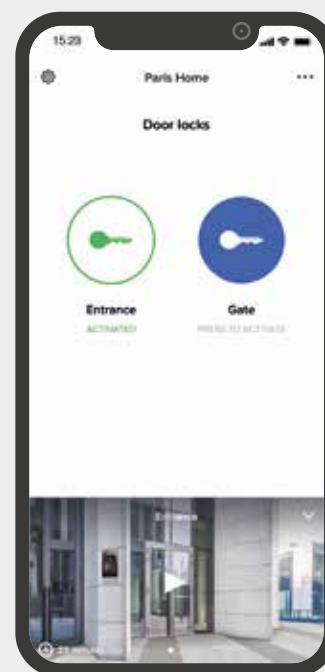 15:23
Paris Home
Door locks
Entrance Gate
ACTIVATED PRESS TO ACTIVATE
Entrance